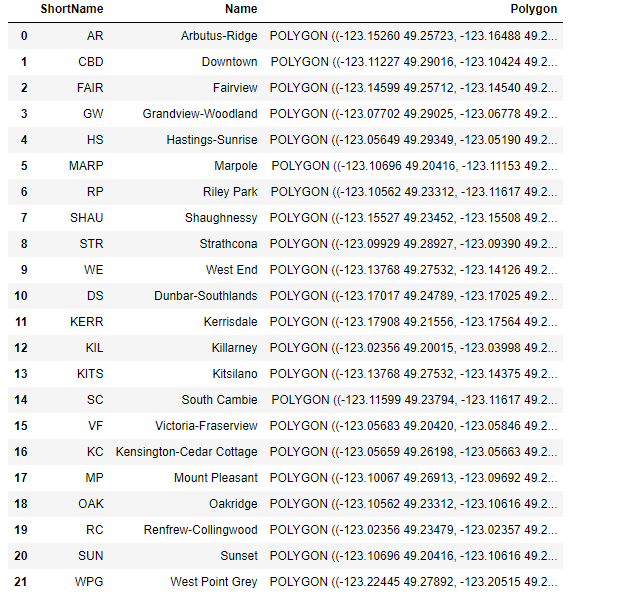 ShortName Name Polygon
0 AR Arbutus-Ridge POLYGON ((-123.15260 49.25723, -123.16488 49.2...
1 CBD Downtown POLYGON ((-123.11227 49.29016, -123.10424 49.2...
2 FAIR Fairview POLYGON ((-123.14599 49.25712, -123.14540 49.2...
3 GW Grandview-Woodland POLYGON ((-123.07702 49.29025, -123.06778 49.2...
4 HS Hastings-Sunrise POLYGON ((-123.05649 49.29349, -123.05190 49.2...
5 MARP Marpole POLYGON ((-123.10696 49.20416, -123.11153 49.2...
6 RP Riley Park POLYGON ((-123.10562 49.23312, -123.11617 49.2...
7 SHAU Shaughnessy POLYGON ((-123.15527 49.23452, -123.15508 49.2...
8 STR Strathcona POLYGON ((-123.09929 49.28927, -123.09390 49.2...
9 WE West End POLYGON ((-123.13768 49.27532, -123.14126 49.2...
10 DS Dunbar-Southlands POLYGON ((-123.17017 49.24789, -123.17025 49.2...
11 KERR Kerrisdale POLYGON ((-123.17908 49.21556, -123.17564 49.2...
12 KIL Killarney POLYGON ((-123.02356 49.20015, -123.03998 49.2...
13 KITS Kitsilano POLYGON ((-123.13768 49.27532, -123.14375 49.2...
14 SC South Cambie POLYGON ((-123.11599 49.23794, -123.11617 49.2...
15 VF Victoria-Fraserview POLYGON ((-123.05683 49.20420, -123.05846 49.2...
16 KC Kensington-Cedar Cottage POLYGON ((-123.05659 49.26198, -123.05663 49.2...
17 MP Mount Pleasant POLYGON ((-123.10067 49.26913, -123.09692 49.2...
18 OAK Oakridge POLYGON ((-123.10562 49.23312, -123.10616 49.2...
19 RC Renfrew-Collingwood POLYGON ((-123.02356 49.23479, -123.02357 49.2...
20 SUN Sunset POLYGON ((-123.10696 49.20416, -123.10616 49.2...
21 WPG West Point Grey POLYGON ((-123.22445 49.27892, -123.20515 49.2...